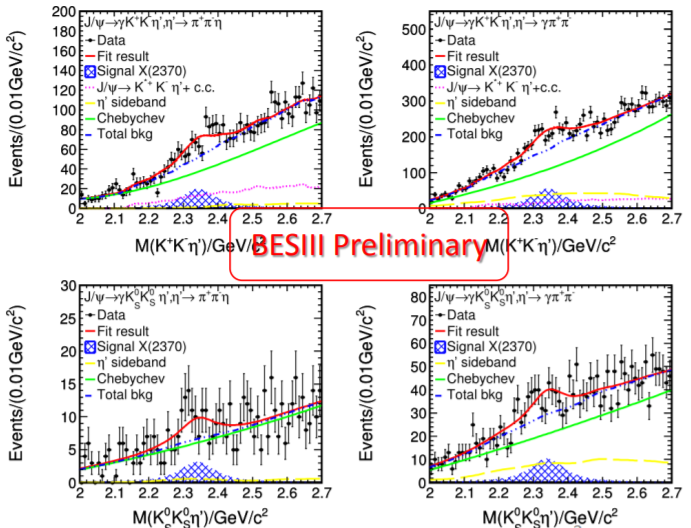 J/ψ→γK⁺K⁻η',η'→ π⁺π⁻η
Data
Fit result
Signal X(2370)
J/ψ→ K*⁺ K⁻ η'+ c.c.
η' sideband
Chebychev
Total bkg
Events/(0.01GeV/c²)
200
180
160
140
120
100
80
60
40
20
0
2 2.1 2.2 2.3 2.4 2.5 2.6 2.7
M(K⁺K⁻η')/GeV/c²
J/ψ→γK⁺K⁻η',η'→ γπ⁺π⁻
Data
Fit result
Signal X(2370)
J/ψ→ K*⁺ K⁻ η'+c.c.
η' sideband
Chebychev
Total bkg
Events/(0.01GeV/c²)
500
400
300
200
100
0
2 2.1 2.2 2.3 2.4 2.5 2.6 2.7
M(K⁺K⁻η')/GeV/c²
BESIII Preliminary
J/ψ→γK⁰SK⁰Sη',η'→ π⁺π⁻η
Data
Fit result
Signal X(2370)
η' sideband
Chebychev
Total bkg
Events/(0.01GeV/c²)
30
25
20
15
10
5
0
2 2.1 2.2 2.3 2.4 2.5 2.6 2.7
M(K⁰SK⁰Sη')/GeV/c²
J/ψ→γK⁰SK⁰Sη',η'→ γπ⁺π⁻
Data
Fit result
Signal X(2370)
η' sideband
Chebychev
Total bkg
Events/(0.01GeV/c²)
80
70
60
50
40
30
20
10
0
2 2.1 2.2 2.3 2.4 2.5 2.6 2.7
M(K⁰SK⁰Sη')/GeV/c²